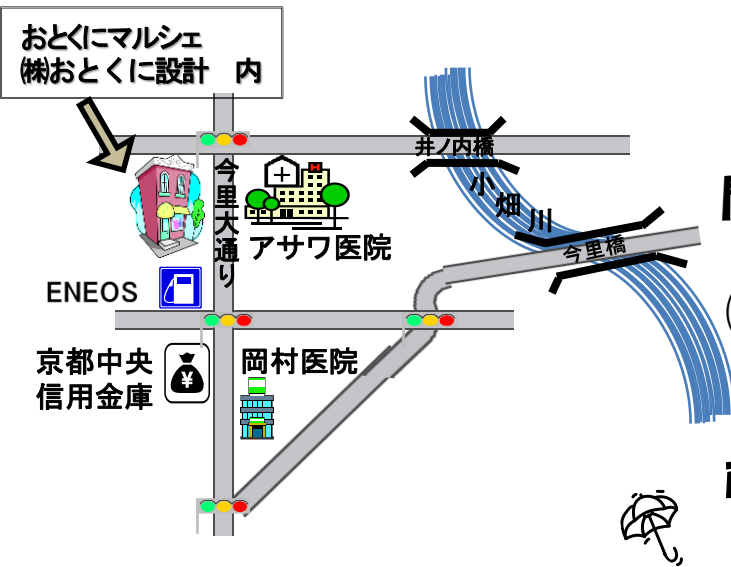 おとくにマルシェ
㈱おとくに設計　内
井ノ内橋
今里大通り
アサワ医院
小畑川
今里橋
ENEOS
京都中央
信用金庫
¥
岡村医院
H